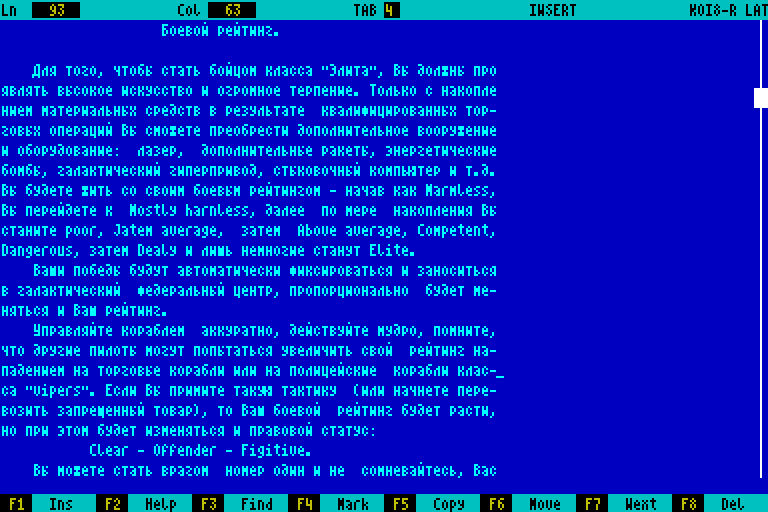 Ln 93 Col 63 TAB 4 INSERT KOI8-R LAT
Боевой рейтинг.
Для того, чтобы стать бойцом класса "Элита", Вы должны про
являть высокое искусство и огромное терпение. Только с накопле
нием материальных средств в результате квалифицированных тор-
говых операций Вы сможете преобрести дополнительное вооружение
и оборудование: лазер, дополнительные ракеты, энергетические
бомбы, галактический гиперпривод, стыковочный компьютер и т.д.
Вы будете жить со своим боевым рейтингом - начав как Marmless,
Вы перейдете к Mostly harnless, далее по мере накопления Вы
станите poor, Jatem average, затем Above average, Competent,
Dangerous, затем Dealy и лишь немногие станут Elite.
Ваши победы будут автоматически фиксироваться и заноситься
в галактический федеральный центр, пропорционально будет ме-
няться и Ваш рейтинг.
Управляйте кораблем аккуратно, действуйте мудро, помните,
что другие пилоты могут попытаться увеличить свой рейтинг на-
падением на торговые корабли или на полицейские корабли клас-_
са "vipers". Если Вы примите такую тактику (или начнете пере-
возить запрещенный товар), то Ваш боевой рейтинг будет расти,
но при этом будет изменяться и правовой статус:
Clear - Offender - Figitive.
Вы можете стать врагом номер один и не сомневайтесь, Вас
F1 Ins F2 Help F3 Find F4 Mark F5 Copy F6 Move F7 Next F8 Del